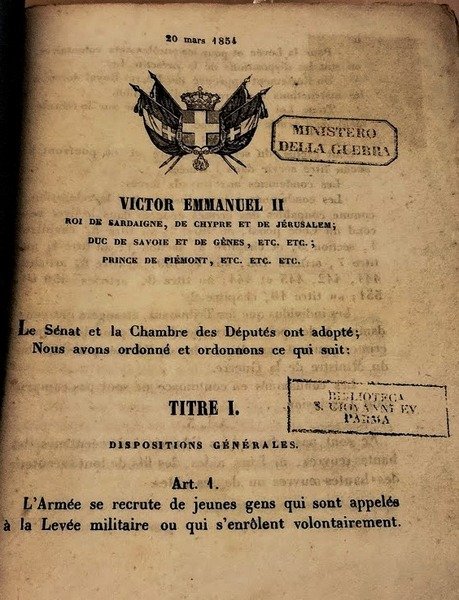 20 mars 1854
MINISTERO
DELLA GUERRA
VICTOR EMMANUEL II
ROI DE SARDAIGNE, DE CHYPRE ET DE JÉRUSALEM;
DUC DE SAVOIE ET DE GÈNES, ETC. ETC.;
PRINCE DE PIÉMONT, ETC. ETC. ETC.
Le Sénat et la Chambre des Députés ont adopté;
Nous avons ordonné et ordonnons ce qui suit:
BIBLIOTECA
S. GIOVANNI EV.
PARMA
TITRE I.
DISPOSITIONS GÉNÉRALES.
Art. 1.
L'Armée se recrute de jeunes gens qui sont appelés
à la Levée militaire ou qui s'enrôlent volontairement.